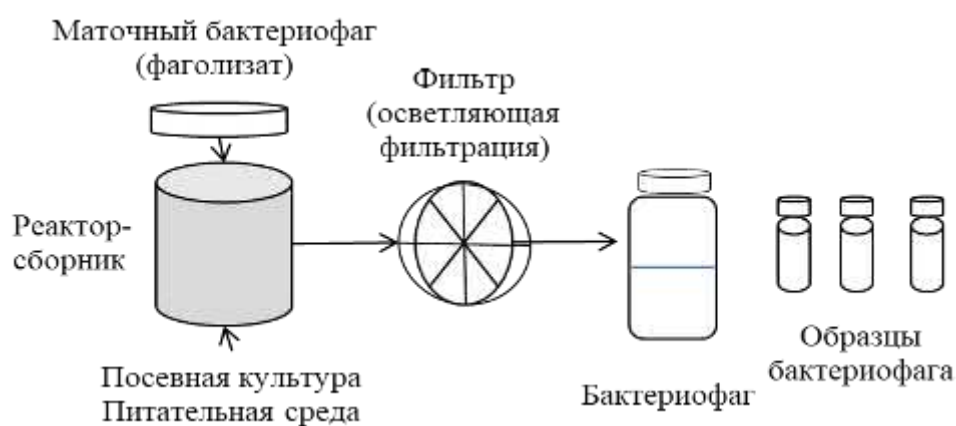 Маточный бактериофаг
(фаголизат)
Фильтр
(осветляющая
фильтрация)
Реактор-
сборник
Посевная культура
Питательная среда
Бактериофаг
Образцы
бактериофага